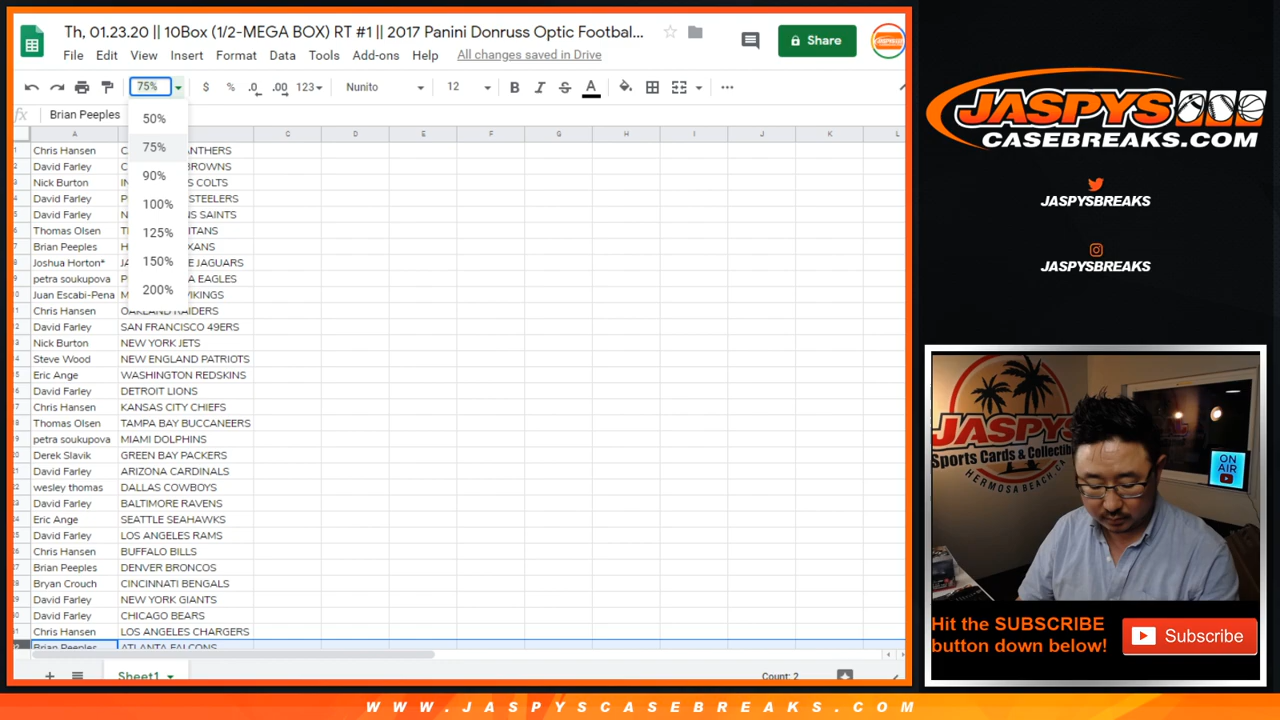 Th, 01.23.20 || 10Box (1/2-MEGA BOX) RT #1 || 2017 Panini Donruss Optic Footbal...
Share
File Edit View Insert Format Data Tools Add-ons Help All changes saved in Drive
75% $ % .0 .00 123 Nunito 12 B I S A
fx Brian Peeples
50%
75%
90%
100%
125%
150%
200%
A C D E F G H I J K L
Chris Hansen ANTHERS
David Farley BROWNS
Nick Burton COLTS
David Farley STEELERS
David Farley SAINTS
Thomas Olsen ITANS
Brian Peeples XANS
Joshua Horton* JAGUARS
petra soukupova EAGLES
10 Juan Escabi-Pena VIKINGS
Chris Hansen OAKLAND RAIDERS
David Farley SAN FRANCISCO 49ERS
Nick Burton NEW YORK JETS
Steve Wood NEW ENGLAND PATRIOTS
Eric Ange WASHINGTON REDSKINS
David Farley DETROIT LIONS
Chris Hansen KANSAS CITY CHIEFS
Thomas Olsen TAMPA BAY BUCCANEERS
petra soukupova MIAMI DOLPHINS
Derek Slavik GREEN BAY PACKERS
David Farley ARIZONA CARDINALS
wesley thomas DALLAS COWBOYS
David Farley BALTIMORE RAVENS
Eric Ange SEATTLE SEAHAWKS
David Farley LOS ANGELES RAMS
Chris Hansen BUFFALO BILLS
Brian Peeples DENVER BRONCOS
Bryan Crouch CINCINNATI BENGALS
David Farley NEW YORK GIANTS
David Farley CHICAGO BEARS
Chris Hansen LOS ANGELES CHARGERS
Brian Peeples ATLANTA FALCONS
Sheet1 Count: 2
JASPYS
CASEBREAKS.COM
JASPYSBREAKS
JASPYSBREAKS
JASPYS
Sports Cards & Collectib
HERMOSA BEACH, CA
ON
AIR
Hit the SUBSCRIBE
button down below!
Subscribe
WWW.JASPYSCASEBREAKS.COM